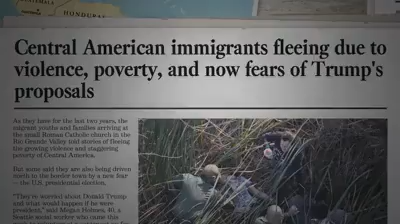 GUATEMALA
HONDURAS
Central American immigrants fleeing due to
violence, poverty, and now fears of Trump's
proposals
As they have for the last two years, the
migrant youths and families arriving at
the small Roman Catholic church in the
Rio Grande Valley told stories of fleeing
the growing violence and staggering
poverty of Central America.
But some said they are also being driven
north to the border town by a new fear
— the U.S. presidential election.
"They're worried about Donald Trump
and what would happen if he were
president," said